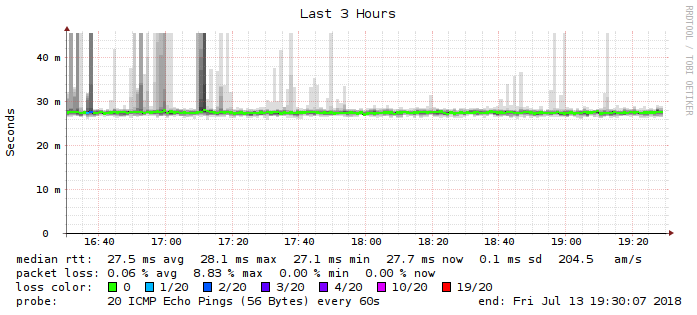 Last 3 Hours
RRDTOOL / TOBI OETIKER
Seconds
40 m
30 m
20 m
10 m
0
16:40 17:00 17:20 17:40 18:00 18:20 18:40 19:00 19:20
median rtt: 27.5 ms avg 28.1 ms max 27.1 ms min 27.7 ms now 0.1 ms sd 204.5 am/s
packet loss: 0.06 % avg 8.83 % max 0.00 % min 0.00 % now
loss color: 0 1/20 2/20 3/20 4/20 10/20 19/20
probe: 20 ICMP Echo Pings (56 Bytes) every 60s end: Fri Jul 13 19:30:07 2018